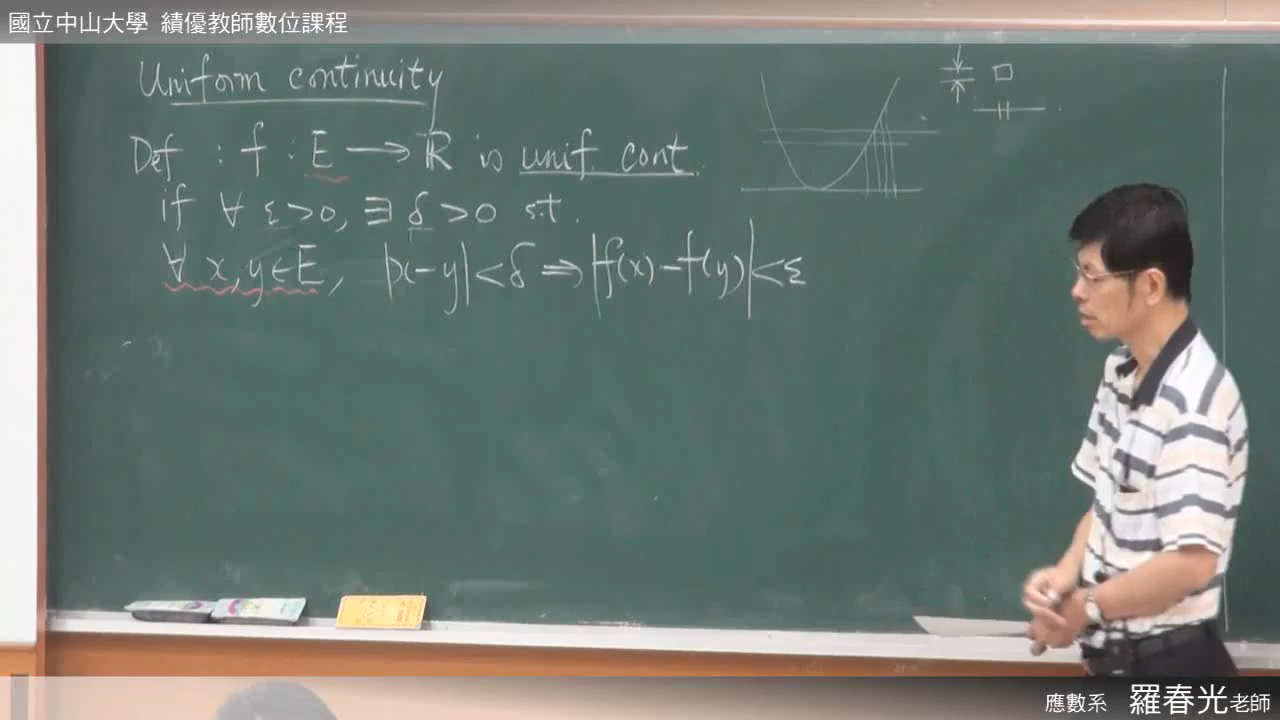 國立中山大學 績優教師數位課程
Uniform continuity
Def : f : E → R is unif. cont.
if ∀ ε>0, ∃ δ>0 s.t.
∀ x,y∈E, |x-y|<δ ⇒ |f(x)-f(y)|<ε
應數系 羅春光老師